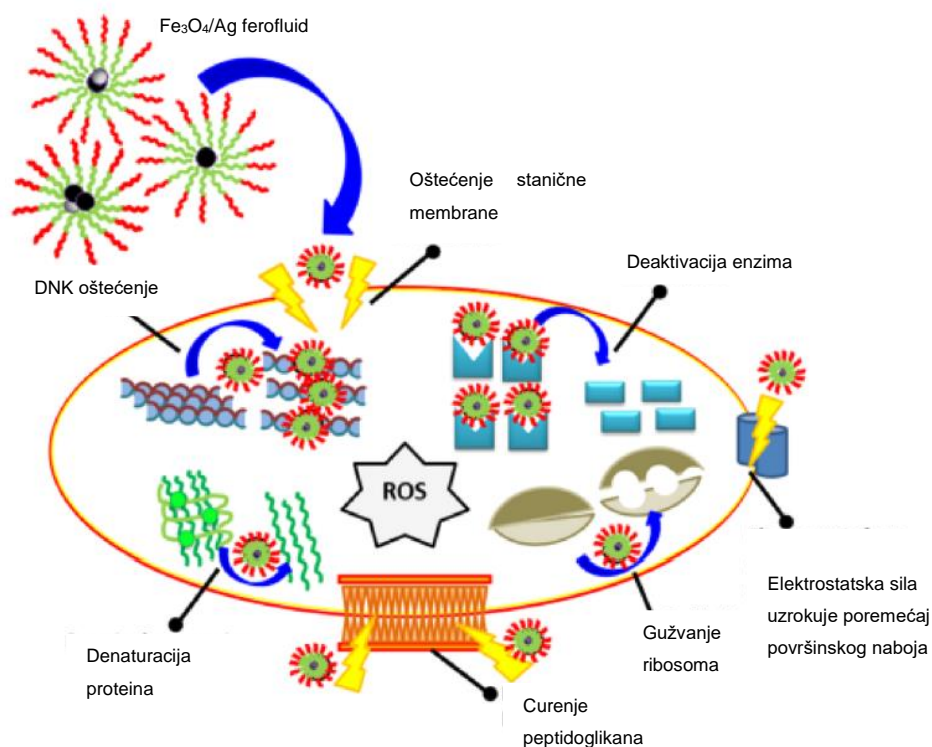 Fe₃O₄/Ag ferofluid
Oštećenje stanične
membrane
Deaktivacija enzima
DNK oštećenje
ROS
Elektrostatska sila
uzrokuje poremećaj
površinskog naboja
Gužvanje
ribosoma
Denaturacija
proteina
Curenje
peptidoglikana